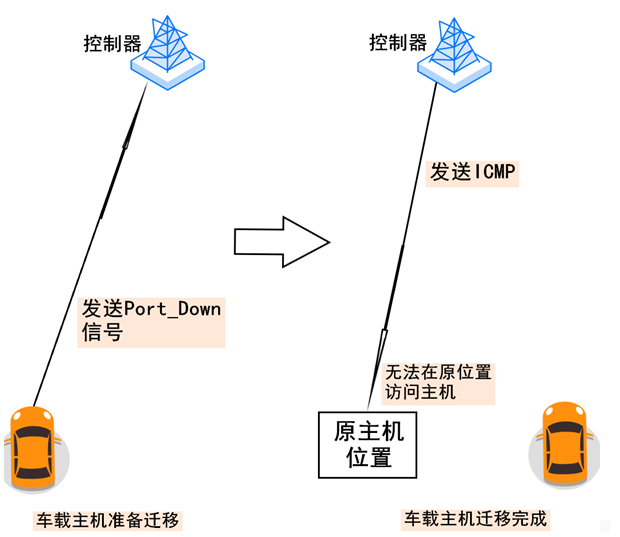 控制器
发送Port_Down
信号
车载主机准备迁移
控制器
发送ICMP
无法在原位置
访问主机
原主机
位置
车载主机迁移完成